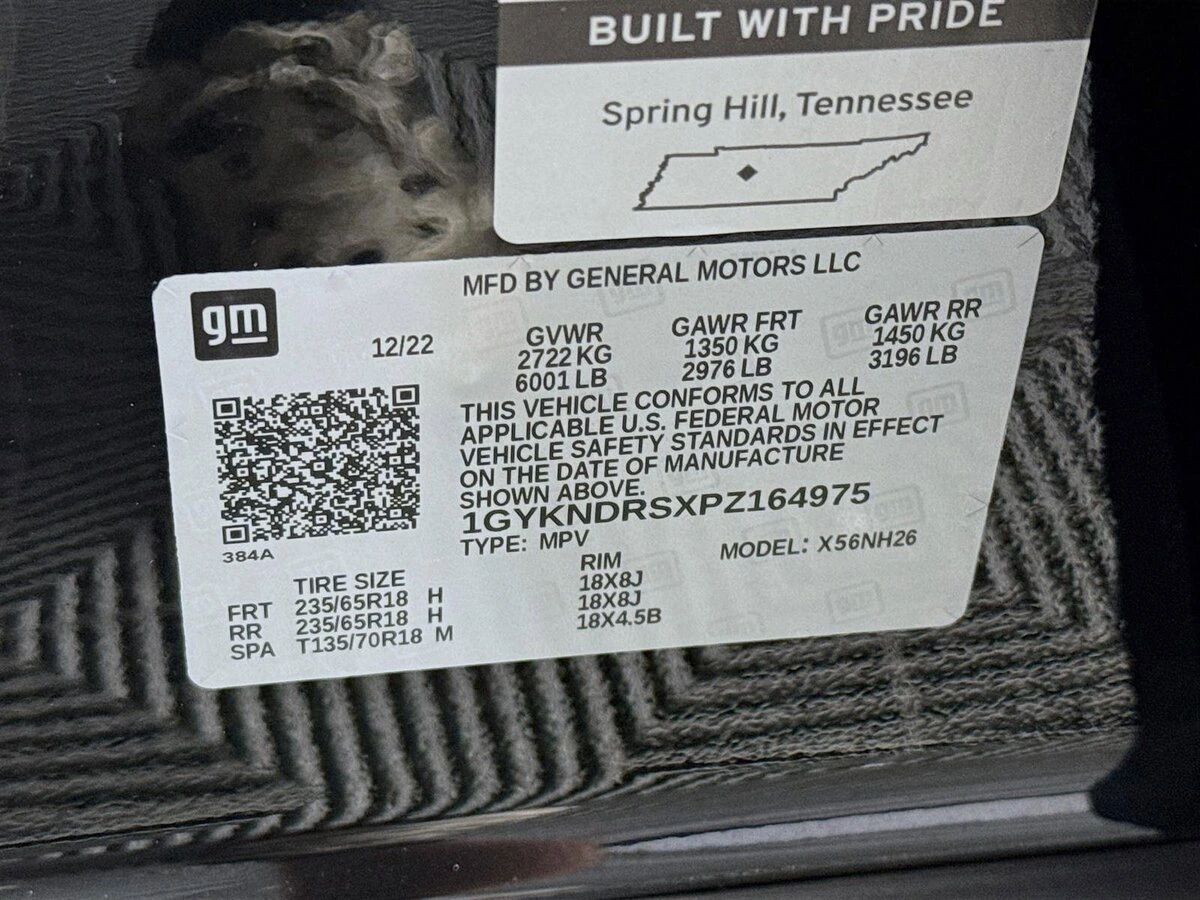 BUILT WITH PRIDE
Spring Hill, Tennessee
MFD BY GENERAL MOTORS LLC
gm
12/22
GVWR
2722 KG
6001 LB
GAWR FRT
1350 KG
2976 LB
GAWR RR
1450 KG
3196 LB
THIS VEHICLE CONFORMS TO ALL
APPLICABLE U.S. FEDERAL MOTOR
VEHICLE SAFETY STANDARDS IN EFFECT
ON THE DATE OF MANUFACTURE
SHOWN ABOVE.
1GYKNDRSXPZ164975
TYPE: MPV
MODEL: X56NH26
384A
TIRE SIZE RIM
FRT 235/65R18 H 18X8J
RR 235/65R18 H 18X8J
SPA T135/70R18 M 18X4.5B